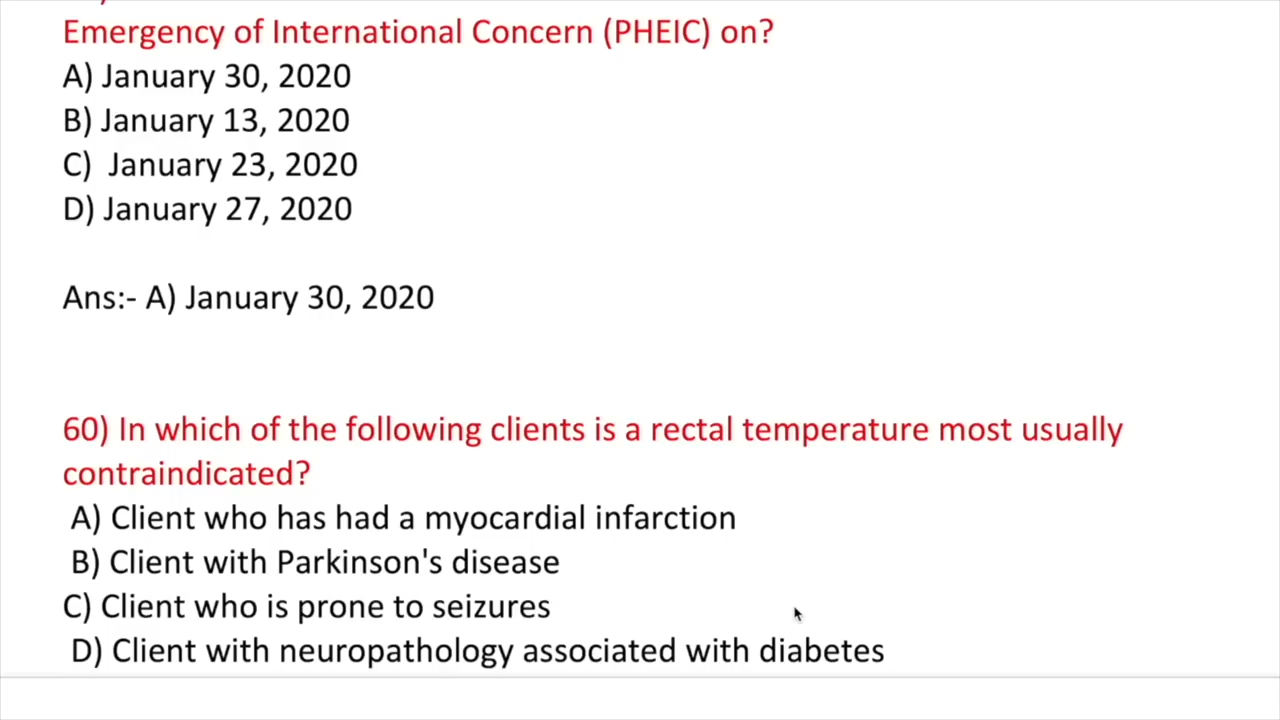 Emergency of International Concern (PHEIC) on?
A) January 30, 2020
B) January 13, 2020
C) January 23, 2020
D) January 27, 2020
Ans:- A) January 30, 2020
60) In which of the following clients is a rectal temperature most usually
contraindicated?
A) Client who has had a myocardial infarction
B) Client with Parkinson's disease
C) Client who is prone to seizures
D) Client with neuropathology associated with diabetes